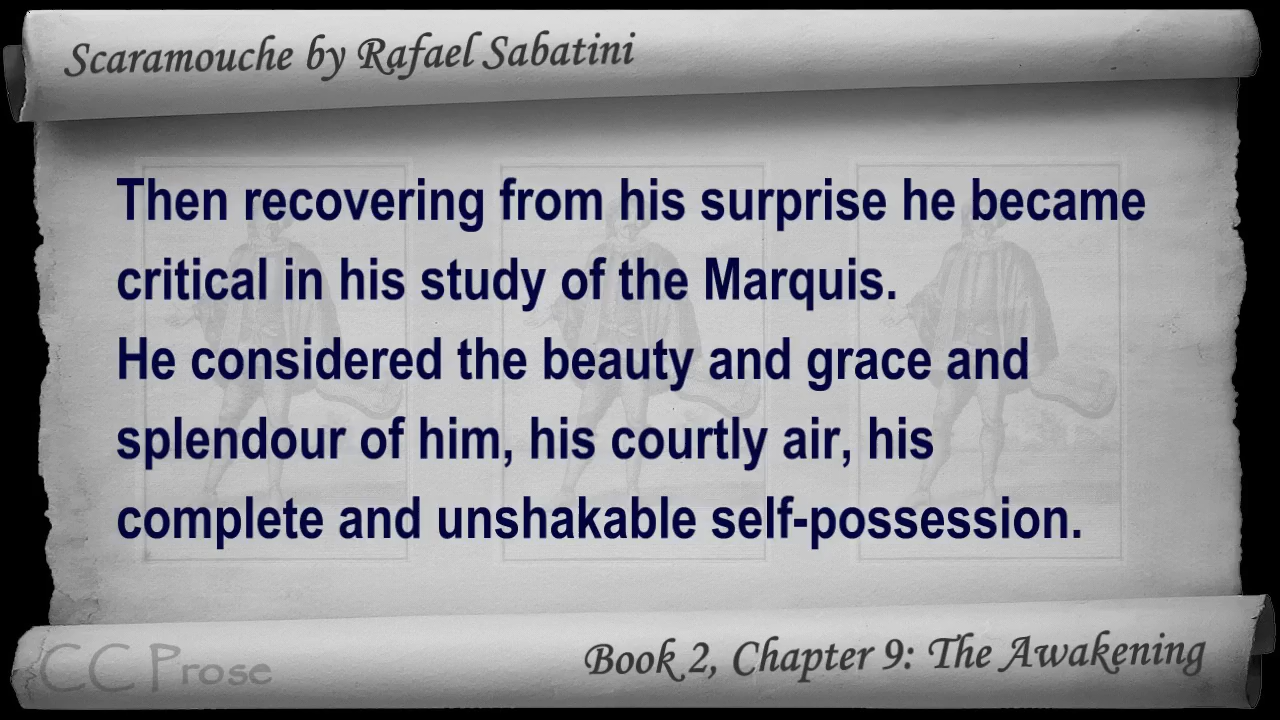 Scaramouche by Rafael Sabatini
Then recovering from his surprise he became
critical in his study of the Marquis.
He considered the beauty and grace and
splendour of him, his courtly air, his
complete and unshakable self-possession.
CC Prose
Book 2, Chapter 9: The Awakening